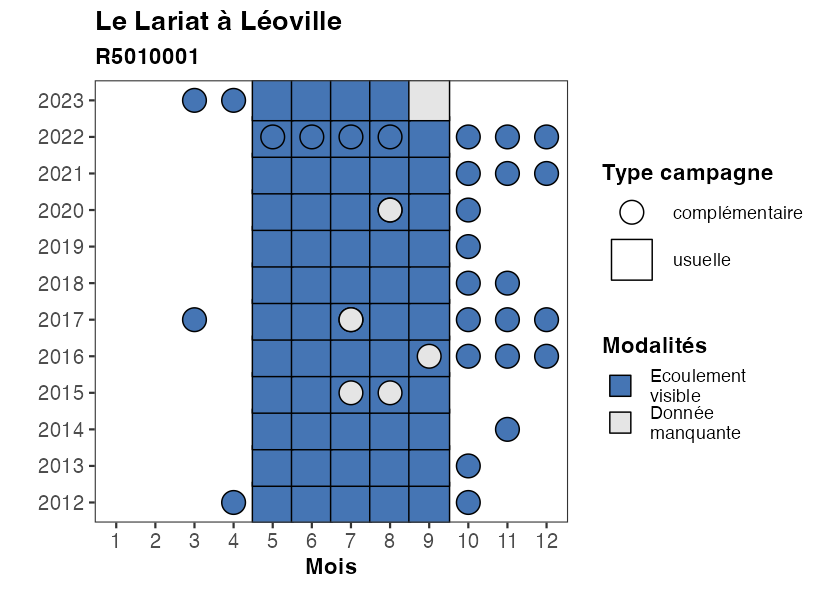 Le Lariat à Léoville
R5010001
2023
2022
2021
2020
2019
2018
2017
2016
2015
2014
2013
2012
1 2 3 4 5 6 7 8 9 10 11 12
Mois
Type campagne
complémentaire
usuelle
Modalités
Ecoulement
visible
Donnée
manquante